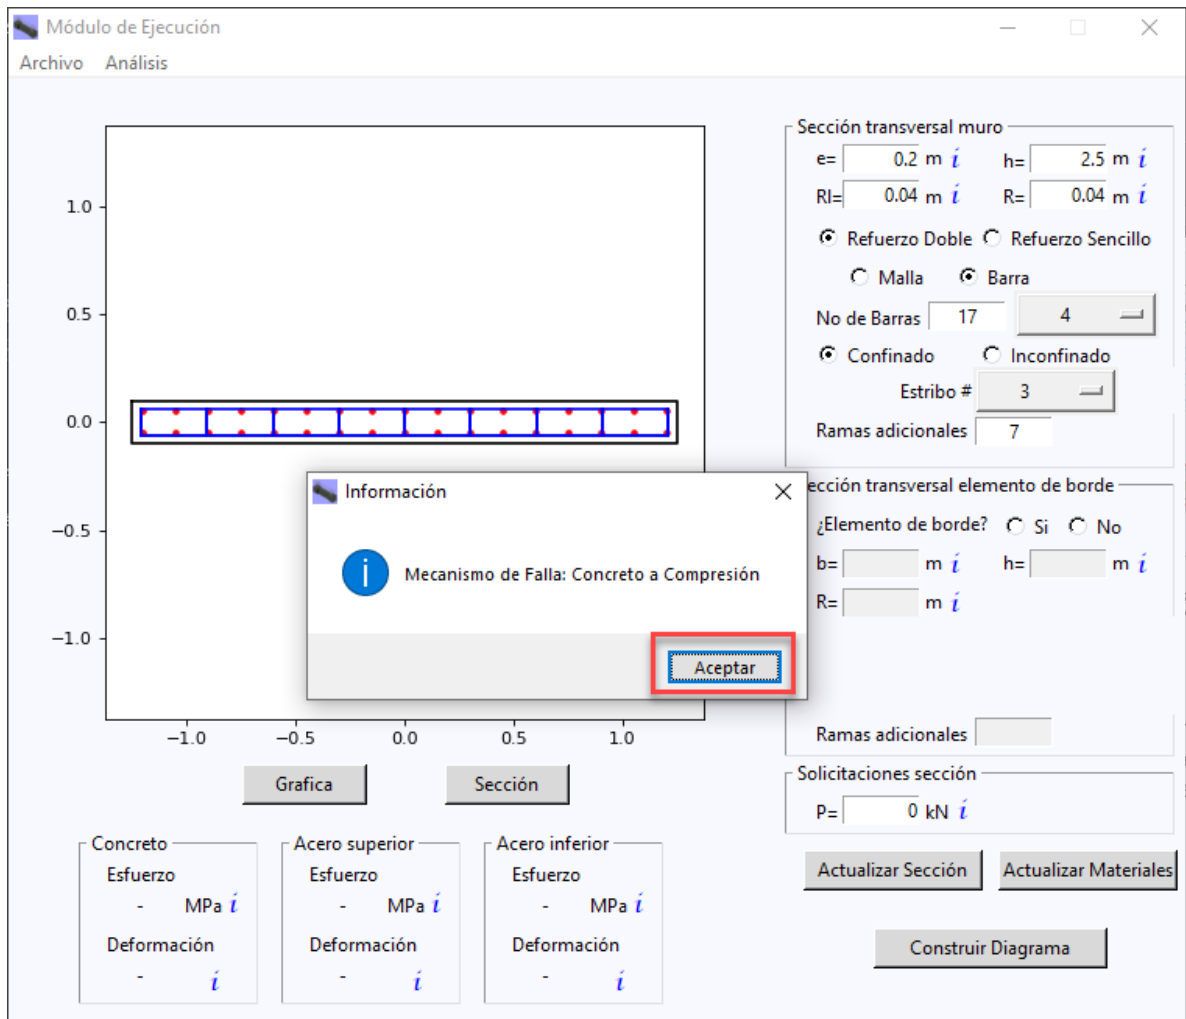 Módulo de Ejecución
Archivo Análisis
1.0
0.5
0.0
−0.5
−1.0
−1.0 −0.5 0.0 0.5 1.0
Grafica Sección
Sección transversal muro
e= 0.2 m i h= 2.5 m i
Rl= 0.04 m i R= 0.04 m i
Refuerzo Doble Refuerzo Sencillo
Malla Barra
No de Barras 17 4
Confinado Inconfinado
Estribo # 3
Ramas adicionales 7
Información
Mecanismo de Falla: Concreto a Compresión
Aceptar
ección transversal elemento de borde
¿Elemento de borde? Si No
b= m i h= m i
R= m i
Ramas adicionales
Solicitaciones sección
P= 0 kN i
Actualizar Sección Actualizar Materiales
Construir Diagrama
Concreto
Esfuerzo
- MPa i
Deformación
- i
Acero superior
Esfuerzo
- MPa i
Deformación
- i
Acero inferior
Esfuerzo
- MPa i
Deformación
- i